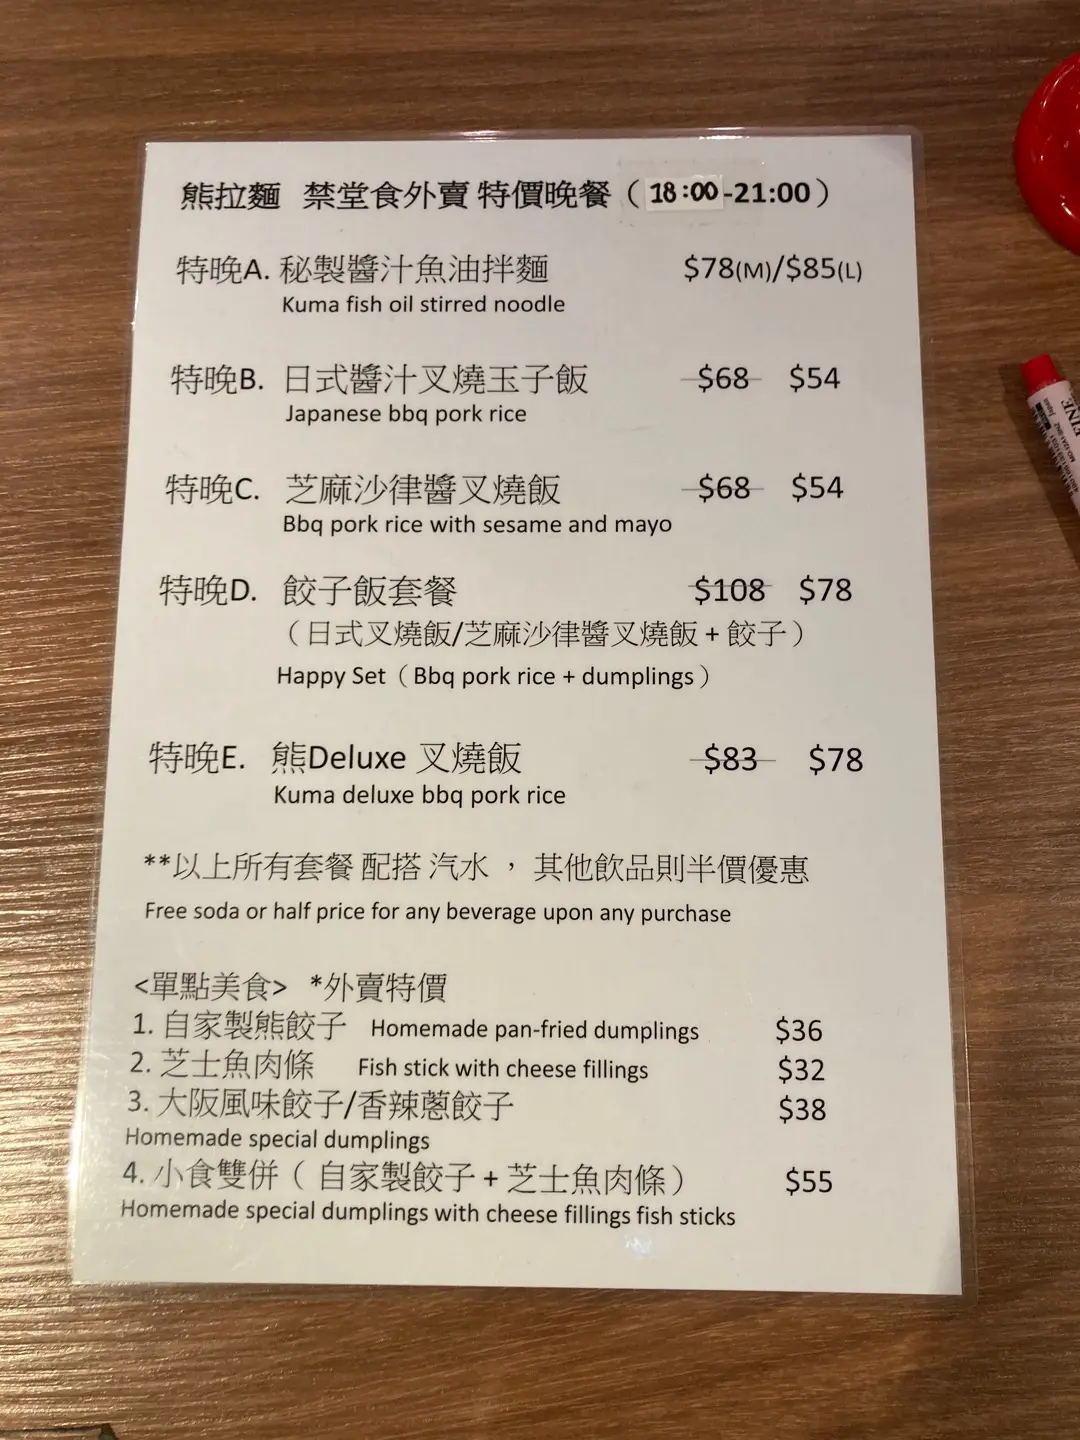 熊拉麵 禁堂食外賣 特價晚餐（18:00-21:00）
特晚A. 秘製醬汁魚油拌麵 $78(M)/$85(L)
Kuma fish oil stirred noodle
特晚B. 日式醬汁叉燒玉子飯 $68 $54
Japanese bbq pork rice
特晚C. 芝麻沙律醬叉燒飯 $68 $54
Bbq pork rice with sesame and mayo
特晚D. 餃子飯套餐 $108 $78
（日式叉燒飯/芝麻沙律醬叉燒飯 + 餃子）
Happy Set（Bbq pork rice + dumplings）
特晚E. 熊Deluxe 叉燒飯 $83 $78
Kuma deluxe bbq pork rice
**以上所有套餐 配搭 汽水 ， 其他飲品則半價優惠
Free soda or half price for any beverage upon any purchase
<單點美食> *外賣特價
1. 自家製熊餃子 Homemade pan-fried dumplings $36
2. 芝士魚肉條 Fish stick with cheese fillings $32
3. 大阪風味餃子/香辣蔥餃子 $38
Homemade special dumplings
4. 小食雙併（ 自家製餃子 + 芝士魚肉條） $55
Homemade special dumplings with cheese fillings fish sticks